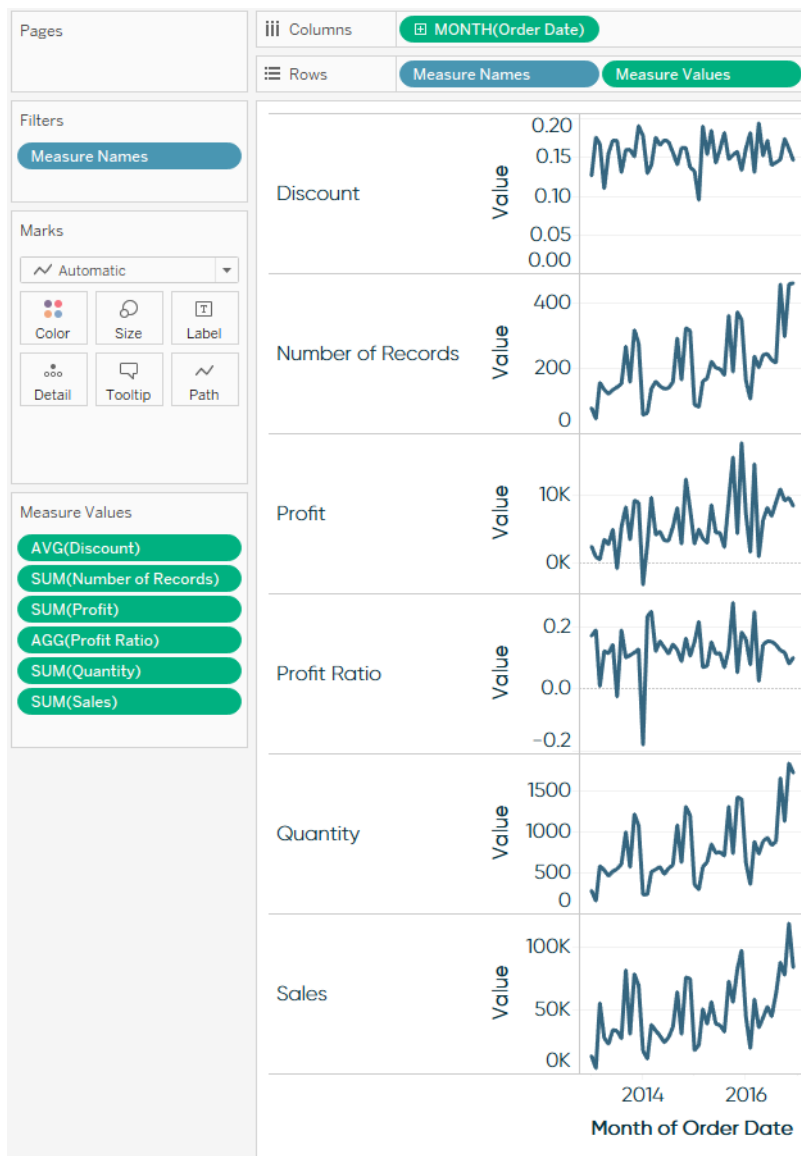 Pages
Columns
MONTH(Order Date)
Rows
Measure Names
Measure Values
Filters
Measure Names
Marks
Automatic
Color
Size
T
Label
Detail
Tooltip
Path
Measure Values
AVG(Discount)
SUM(Number of Records)
SUM(Profit)
AGG(Profit Ratio)
SUM(Quantity)
SUM(Sales)
Discount
Value
0.20
0.15
0.10
0.05
0.00
Number of Records
Value
400
200
0
Profit
Value
10K
0K
Profit Ratio
Value
0.2
0.0
−0.2
Quantity
Value
1500
1000
500
0
Sales
Value
100K
50K
0K
2014 2016
Month of Order Date